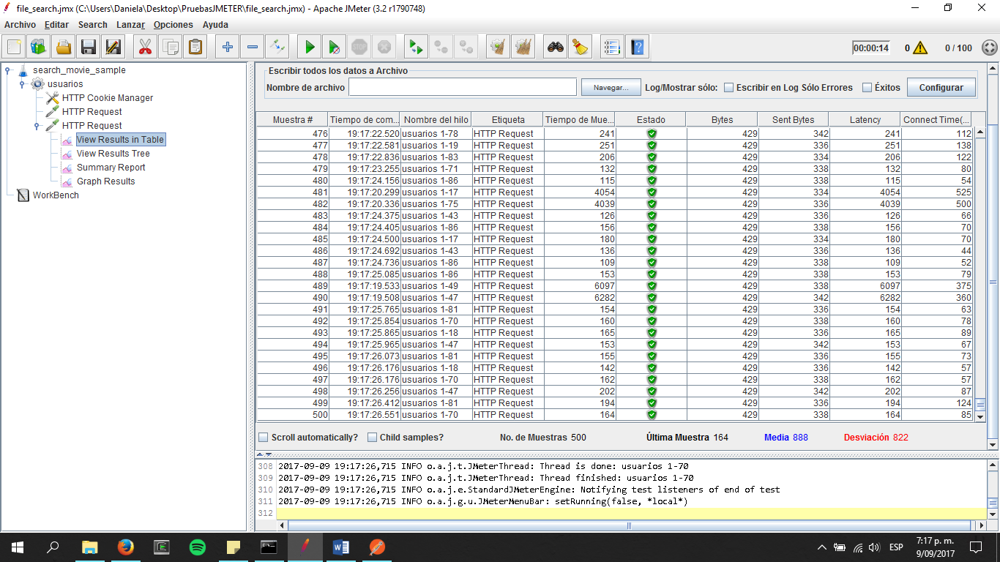 file_search.jmx (C:\Users\Daniela\Desktop\PruebasJMETER\file_search.jmx) - Apache JMeter (3.2 r1790748)
Archivo Editar Search Lanzar Opciones Ayuda
00:00:14 0 0 / 100
search_movie_sample
usuarios
HTTP Cookie Manager
HTTP Request
HTTP Request
View Results in Table
View Results Tree
Summary Report
Graph Results
WorkBench
Escribir todos los datos a Archivo
Nombre de archivo Navegar... Log/Mostrar sólo: Escribir en Log Sólo Errores Éxitos Configurar
Muestra # Tiempo de com... Nombre del hilo Etiqueta Tiempo de Mue... Estado Bytes Sent Bytes Latency Connect Time(...
476 19:17:22.520 usuarios 1-78 HTTP Request 241 429 342 241 112
477 19:17:22.581 usuarios 1-19 HTTP Request 251 429 336 251 138
478 19:17:22.836 usuarios 1-83 HTTP Request 206 429 334 206 122
479 19:17:23.255 usuarios 1-71 HTTP Request 132 429 338 132 80
480 19:17:24.156 usuarios 1-86 HTTP Request 115 429 338 115 54
481 19:17:20.299 usuarios 1-17 HTTP Request 4054 429 334 4054 525
482 19:17:20.336 usuarios 1-75 HTTP Request 4039 429 336 4039 500
483 19:17:24.375 usuarios 1-43 HTTP Request 126 429 336 126 66
484 19:17:24.405 usuarios 1-86 HTTP Request 156 429 338 156 70
485 19:17:24.500 usuarios 1-17 HTTP Request 180 429 334 180 70
486 19:17:24.692 usuarios 1-43 HTTP Request 136 429 336 136 44
487 19:17:24.736 usuarios 1-86 HTTP Request 109 429 338 109 52
488 19:17:25.085 usuarios 1-86 HTTP Request 153 429 338 153 79
489 19:17:19.533 usuarios 1-49 HTTP Request 6097 429 338 6097 375
490 19:17:19.508 usuarios 1-47 HTTP Request 6282 429 342 6282 360
491 19:17:25.765 usuarios 1-81 HTTP Request 154 429 336 154 63
492 19:17:25.854 usuarios 1-70 HTTP Request 160 429 338 160 78
493 19:17:25.865 usuarios 1-18 HTTP Request 165 429 336 165 89
494 19:17:25.965 usuarios 1-47 HTTP Request 153 429 342 153 67
495 19:17:26.073 usuarios 1-81 HTTP Request 155 429 336 155 73
496 19:17:26.176 usuarios 1-18 HTTP Request 142 429 336 142 57
497 19:17:26.176 usuarios 1-70 HTTP Request 162 429 338 162 57
498 19:17:26.256 usuarios 1-47 HTTP Request 202 429 342 202 87
499 19:17:26.412 usuarios 1-81 HTTP Request 194 429 336 194 124
500 19:17:26.551 usuarios 1-70 HTTP Request 164 429 338 164 85
Scroll automatically? Child samples? No. de Muestras 500 Última Muestra 164 Media 888 Desviación 822
308 2017-09-09 19:17:26,715 INFO o.a.j.t.JMeterThread: Thread is done: usuarios 1-70
309 2017-09-09 19:17:26,715 INFO o.a.j.t.JMeterThread: Thread finished: usuarios 1-70
310 2017-09-09 19:17:26,715 INFO o.a.j.e.StandardJMeterEngine: Notifying test listeners of end of test
311 2017-09-09 19:17:26,715 INFO o.a.j.g.u.JMeterMenuBar: setRunning(false, *local*)
312
ESP
7:17 p. m.
9/09/2017